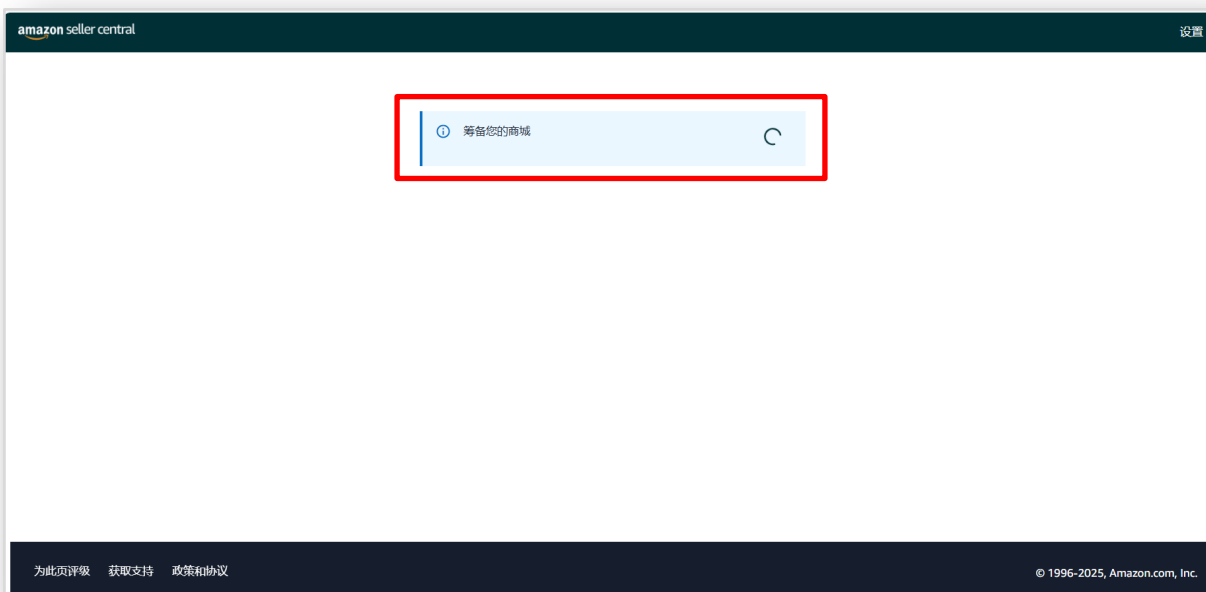 amazon seller central
设置
筹备您的商城
为此页评级 获取支持 政策和协议
© 1996-2025, Amazon.com, Inc.